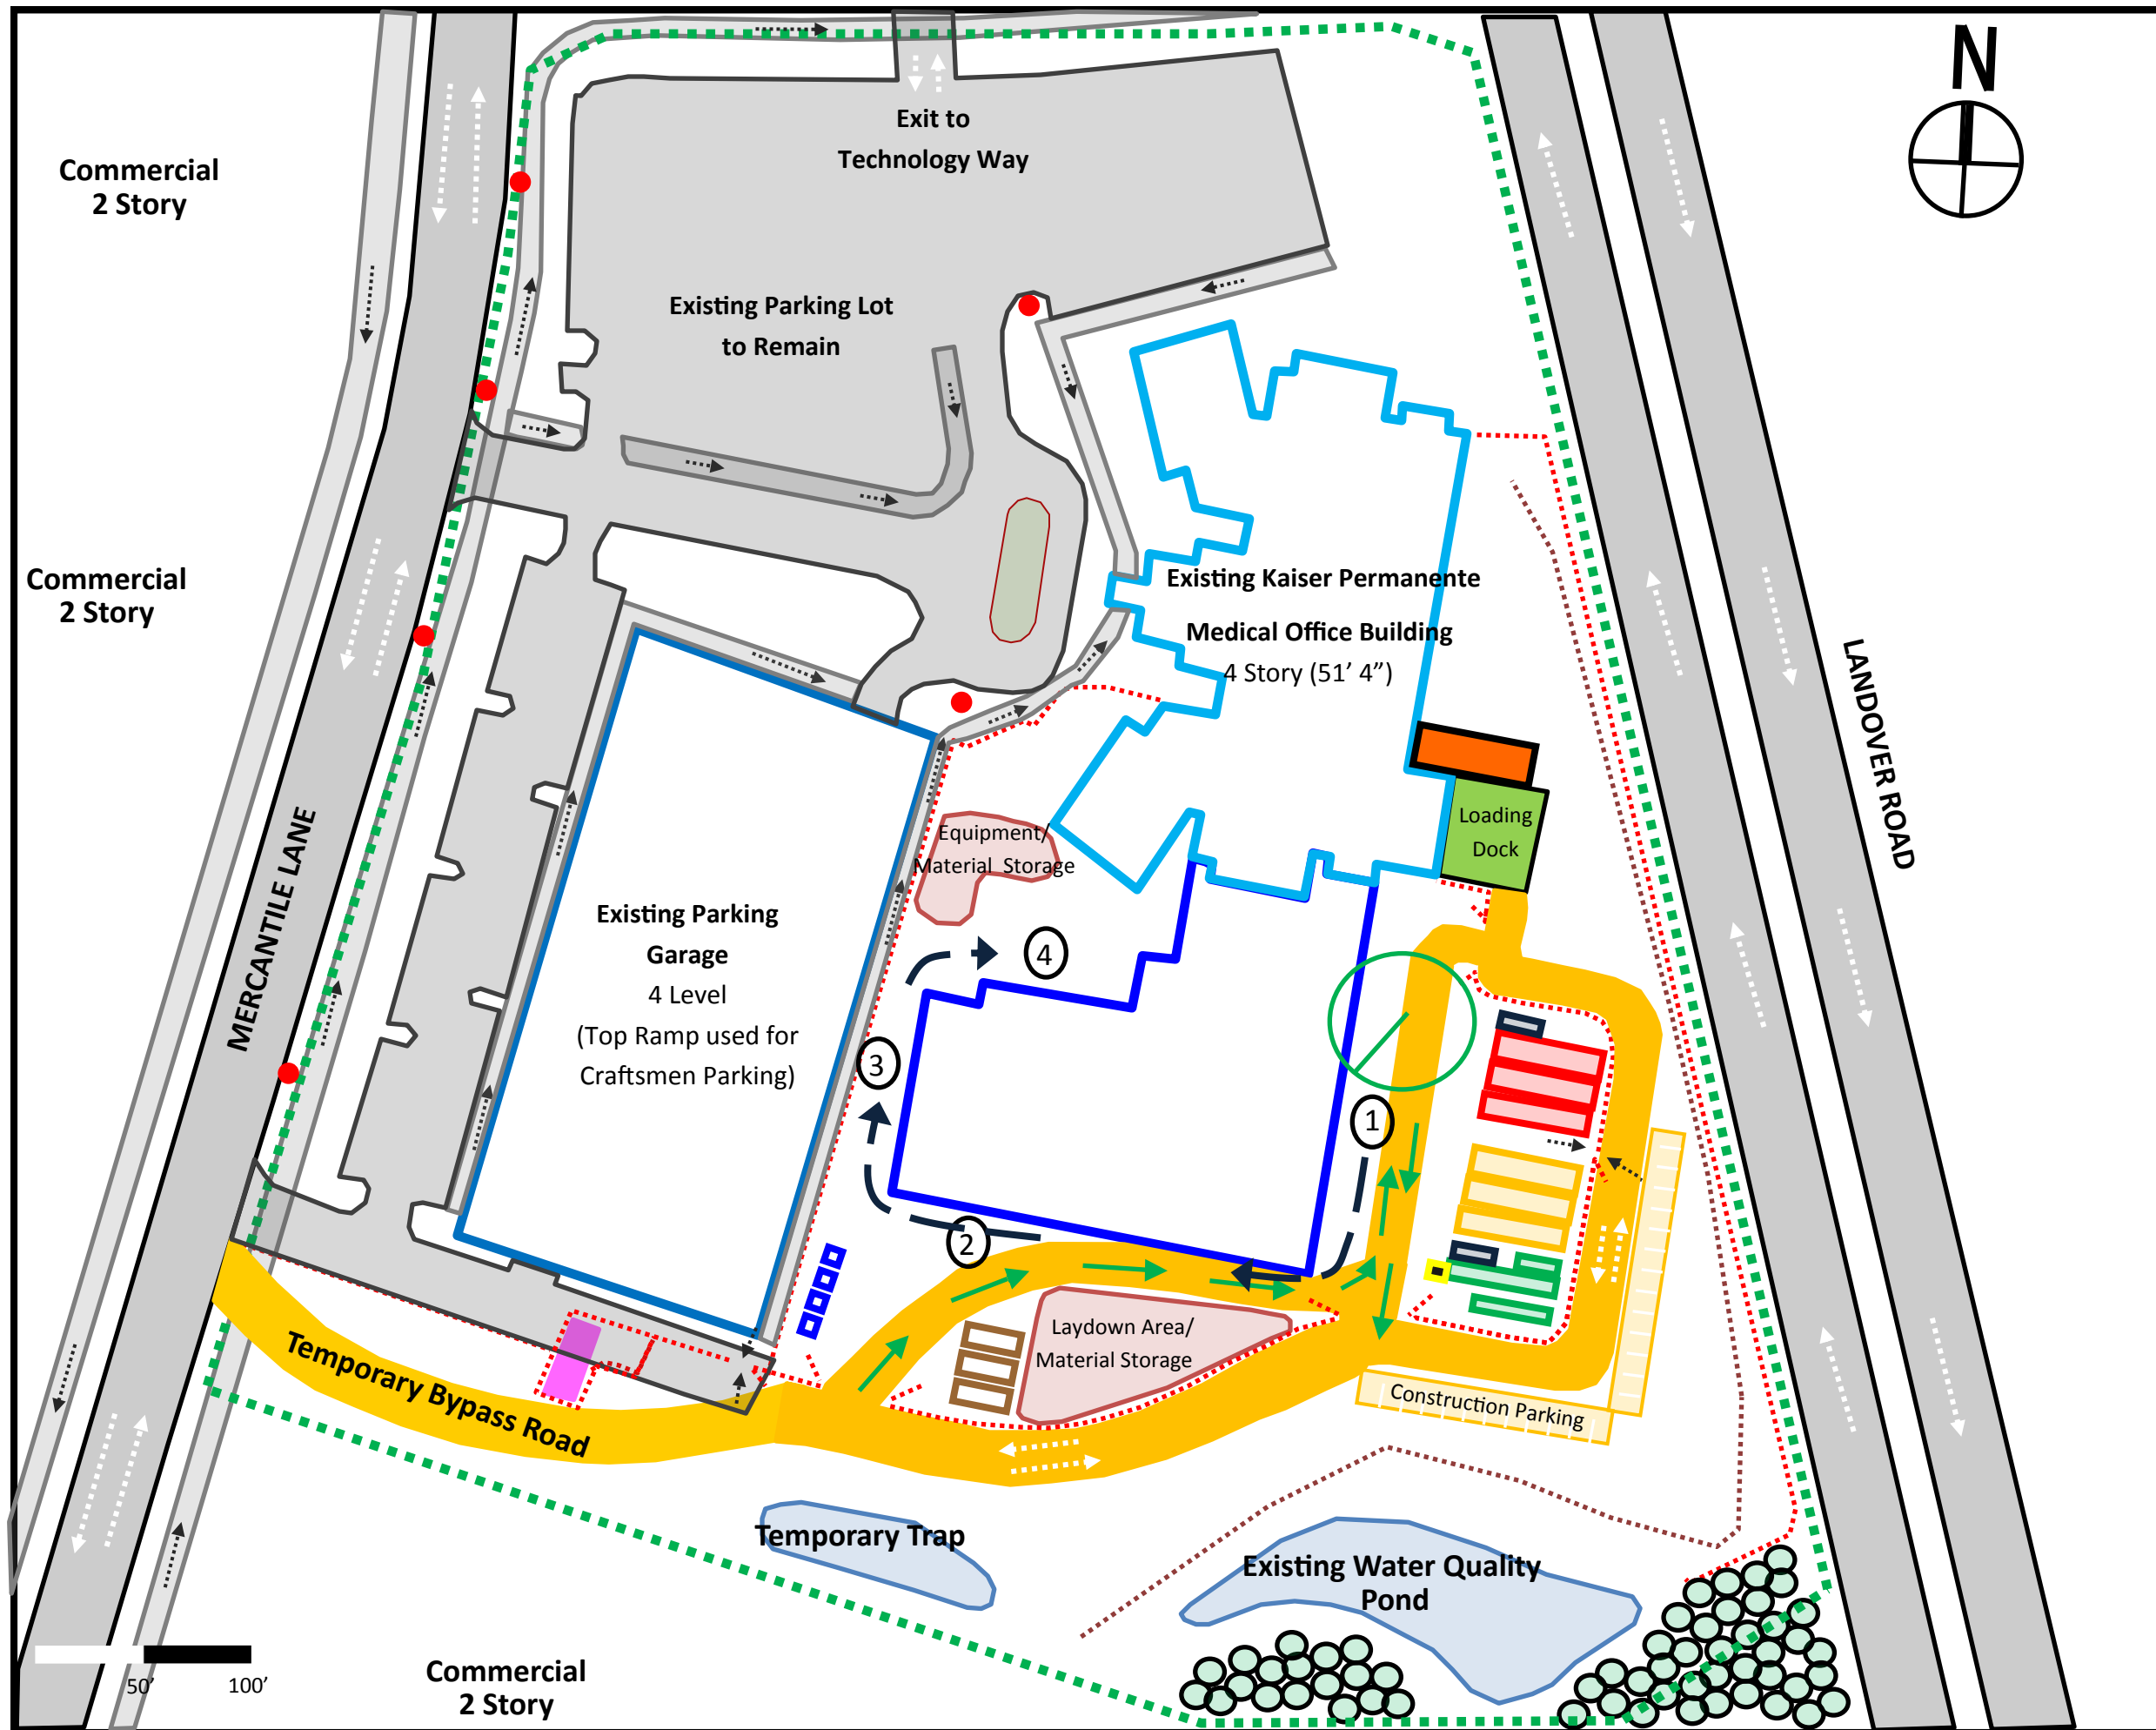 N
Exit to
Technology Way
Commercial
2 Story
Existing Parking Lot
to Remain
Commercial
2 Story
Existing Kaiser Permanente
Medical Office Building
4 Story (51’ 4”)
LANDOVER ROAD
MERCANTILE LANE
Loading
Dock
Equipment/
Material Storage
Existing Parking
Garage
4 Level
(Top Ramp used for
Craftsmen Parking)
4
3
1
2
Laydown Area/
Material Storage
Temporary Bypass Road
Construction Parking
Temporary Trap
Existing Water Quality
Pond
50’
100’
Commercial
2 Story